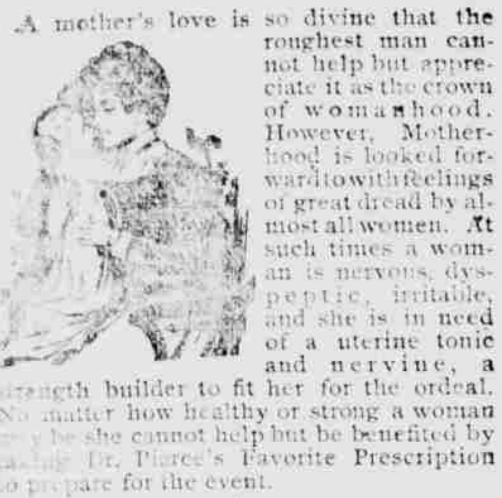 A mother's love is so divine that the
roughest man can-
not help but appre-
ciate it as the crown
of womanhood.
However, Mother-
hood is looked for-
ward to with feelings
of great dread by al-
most all women. At
such times a wom-
an is nervous, dys-
peptic, irritable,
and she is in need
of a uterine tonic
and nervine, a
strength builder to fit her for the ordeal.
No matter how healthy or strong a woman
may be she cannot help but be benefited by
taking Dr. Pierce's Favorite Prescription
to prepare for the event.